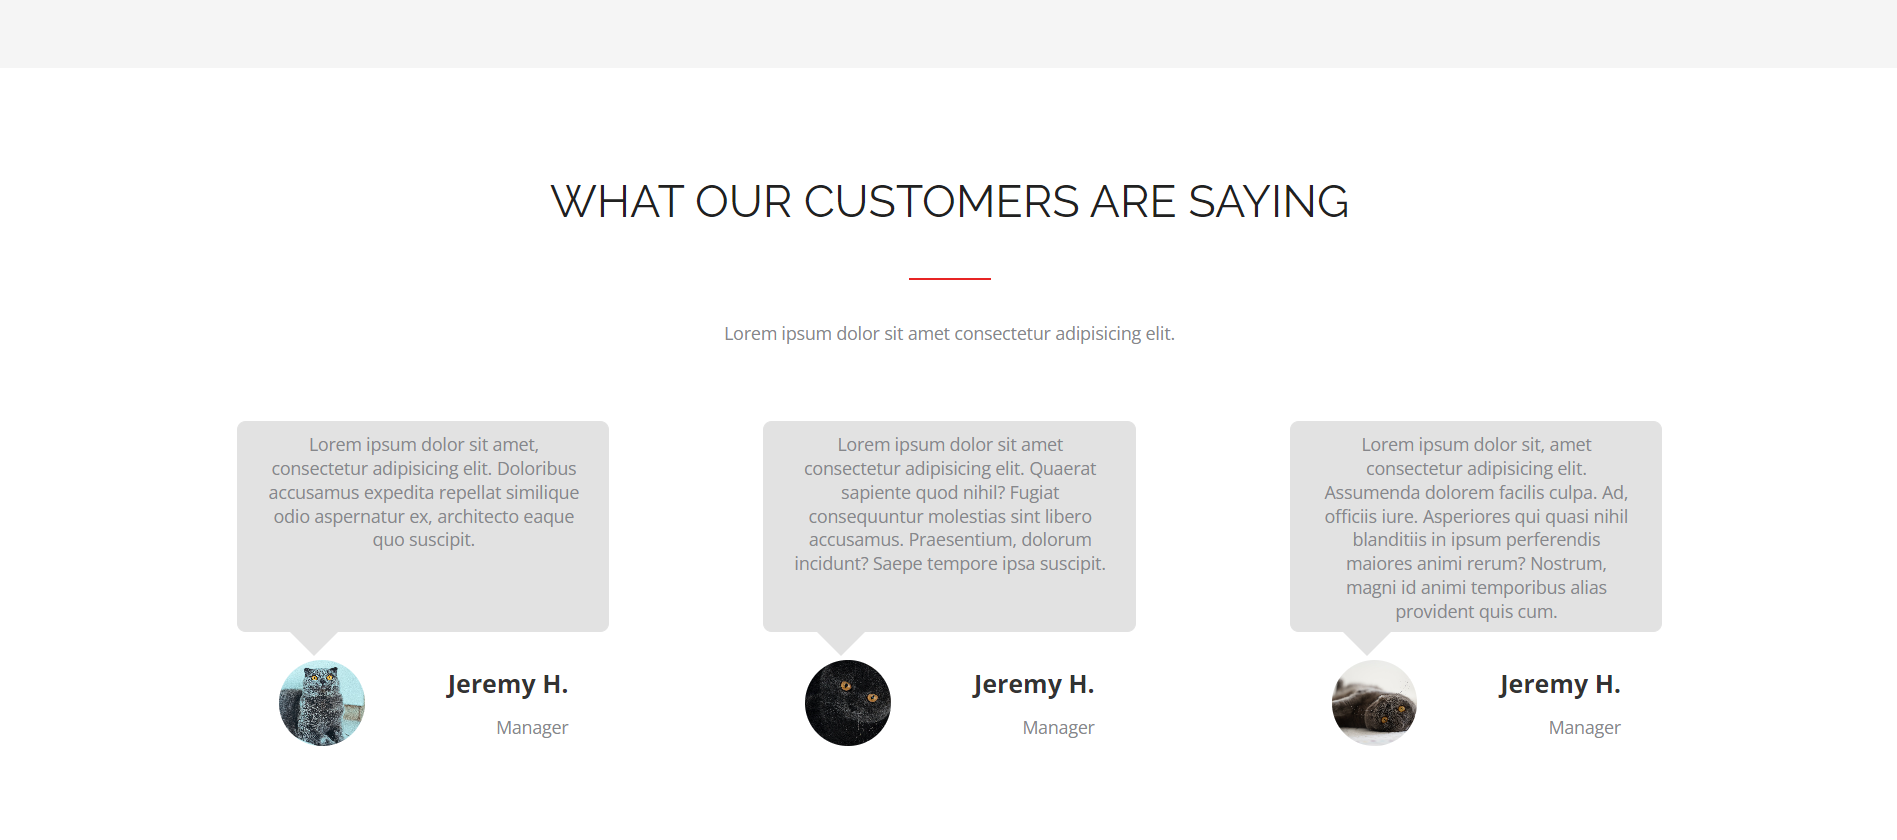 WHAT OUR CUSTOMERS ARE SAYING
Lorem ipsum dolor sit amet consectetur adipisicing elit.
Lorem ipsum dolor sit amet,
consectetur adipisicing elit. Doloribus
accusamus expedita repellat similique
odio aspernatur ex, architecto eaque
quo suscipit.
Jeremy H.
Manager
Lorem ipsum dolor sit amet
consectetur adipisicing elit. Quaerat
sapiente quod nihil? Fugiat
consequuntur molestias sint libero
accusamus. Praesentium, dolorum
incidunt? Saepe tempore ipsa suscipit.
Jeremy H.
Manager
Lorem ipsum dolor sit, amet
consectetur adipisicing elit.
Assumenda dolorem facilis culpa. Ad,
officiis iure. Asperiores qui quasi nihil
blanditiis in ipsum perferendis
maiores animi rerum? Nostrum,
magni id animi temporibus alias
provident quis cum.
Jeremy H.
Manager